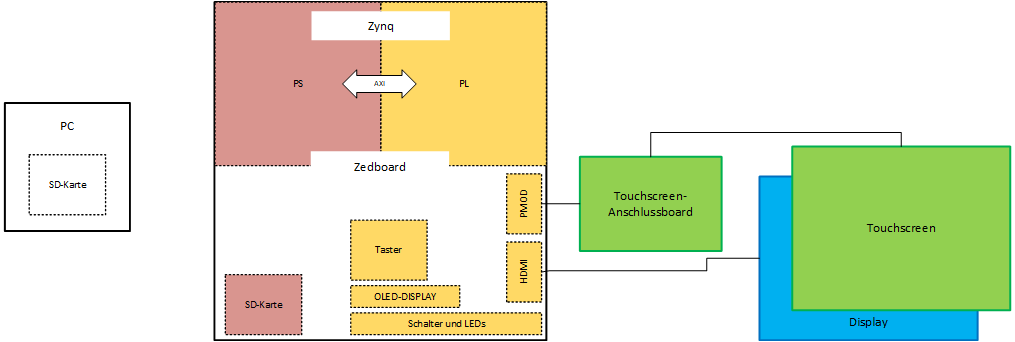 Zynq
PS
AXI
PL
PC
SD-Karte
Zedboard
PMOD
Touchscreen-
Anschlussboard
Touchscreen
Taster
HDMI
OLED-DISPLAY
SD-Karte
Schalter und LEDs
Display